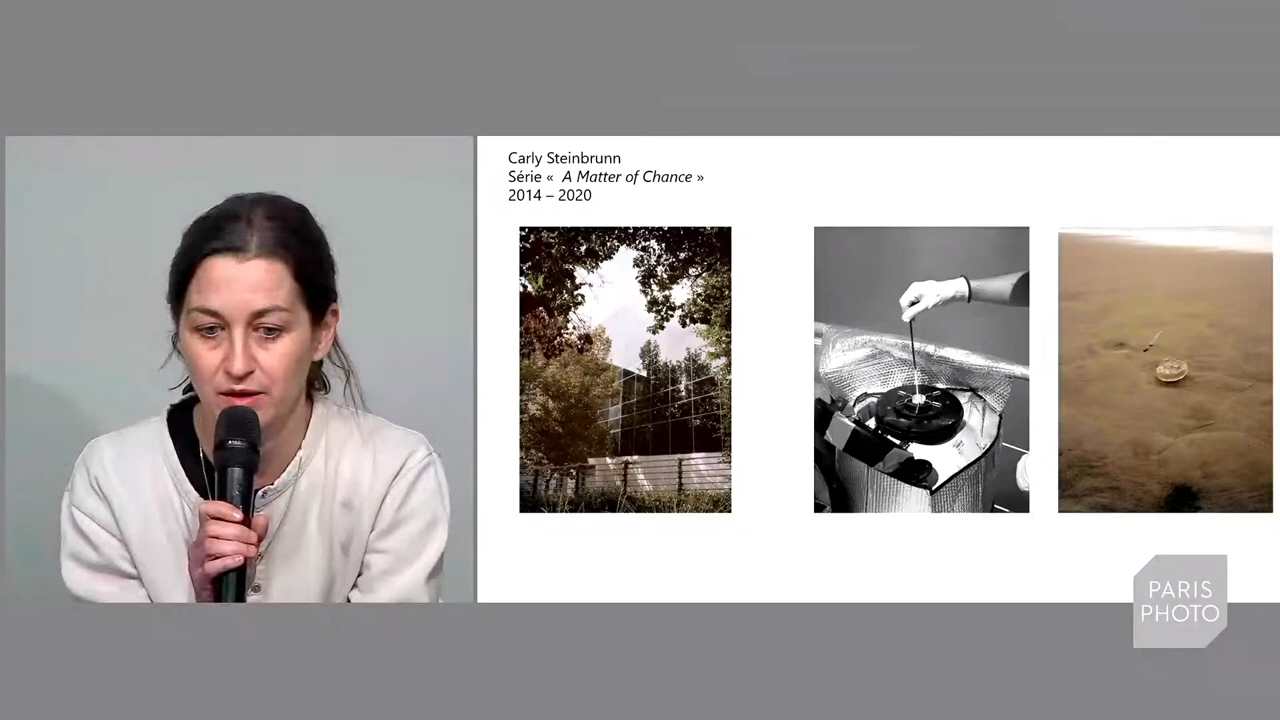 Carly Steinbrunn
Série «  A Matter of Chance »
2014 – 2020
PARIS
PHOTO